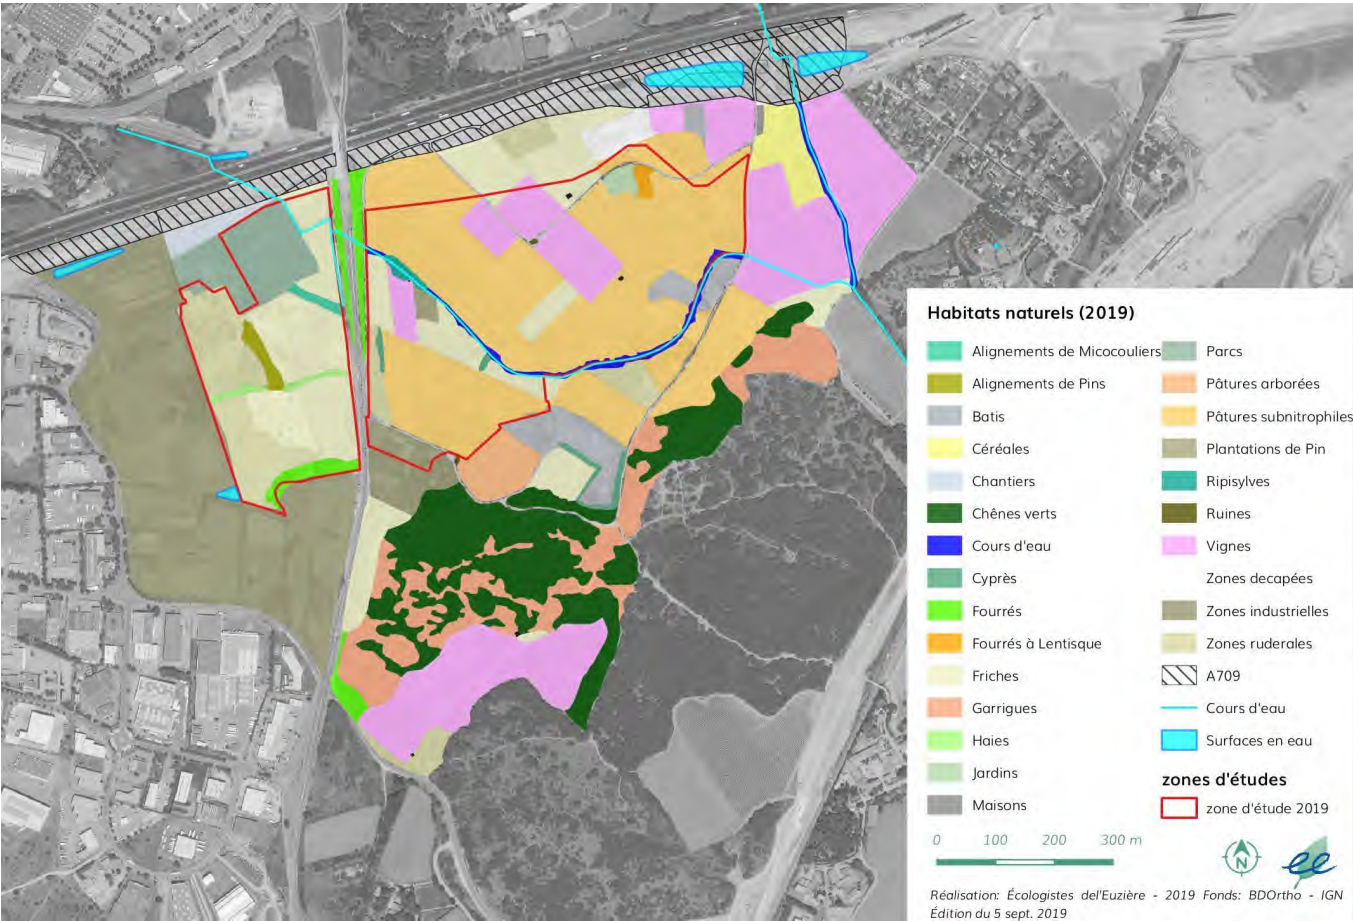 Habitats naturels (2019)
Alignements de Micocouliers
Alignements de Pins
Batis
Céréales
Chantiers
Chênes verts
Cours d'eau
Cyprès
Fourrés
Fourrés à Lentisque
Friches
Garrigues
Haies
Jardins
Maisons
Parcs
Pâtures arborées
Pâtures subnitrophiles
Plantations de Pin
Ripisylves
Ruines
Vignes
Zones decapées
Zones industrielles
Zones ruderales
A709
Cours d'eau
Surfaces en eau
zones d'études
zone d'étude 2019
0 100 200 300 m
N
ee
Réalisation: Écologistes del'Euzière - 2019 Fonds: BDOrtho - IGN
Édition du 5 sept. 2019